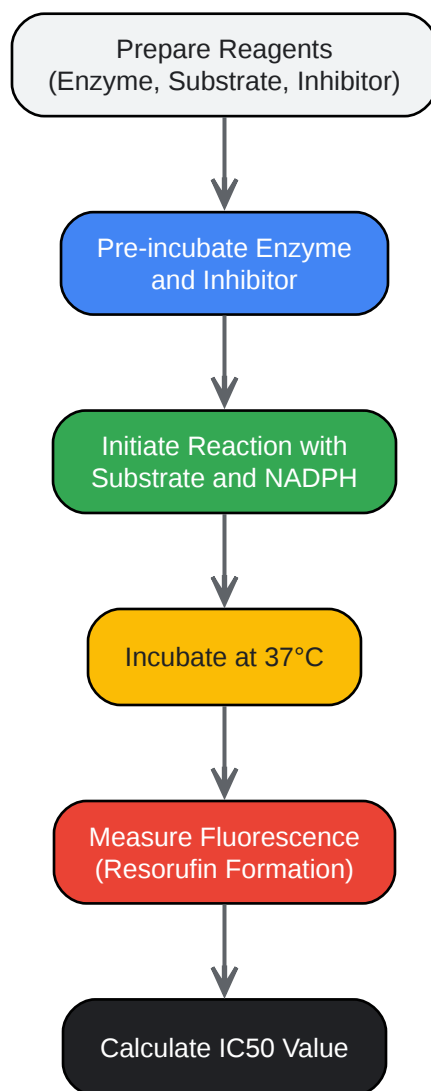 Prepare Reagents
(Enzyme, Substrate, Inhibitor)
Pre-incubate Enzyme
and Inhibitor
Initiate Reaction with
Substrate and NADPH
Incubate at 37°C
Measure Fluorescence
(Resorufin Formation)
Calculate IC50 Value